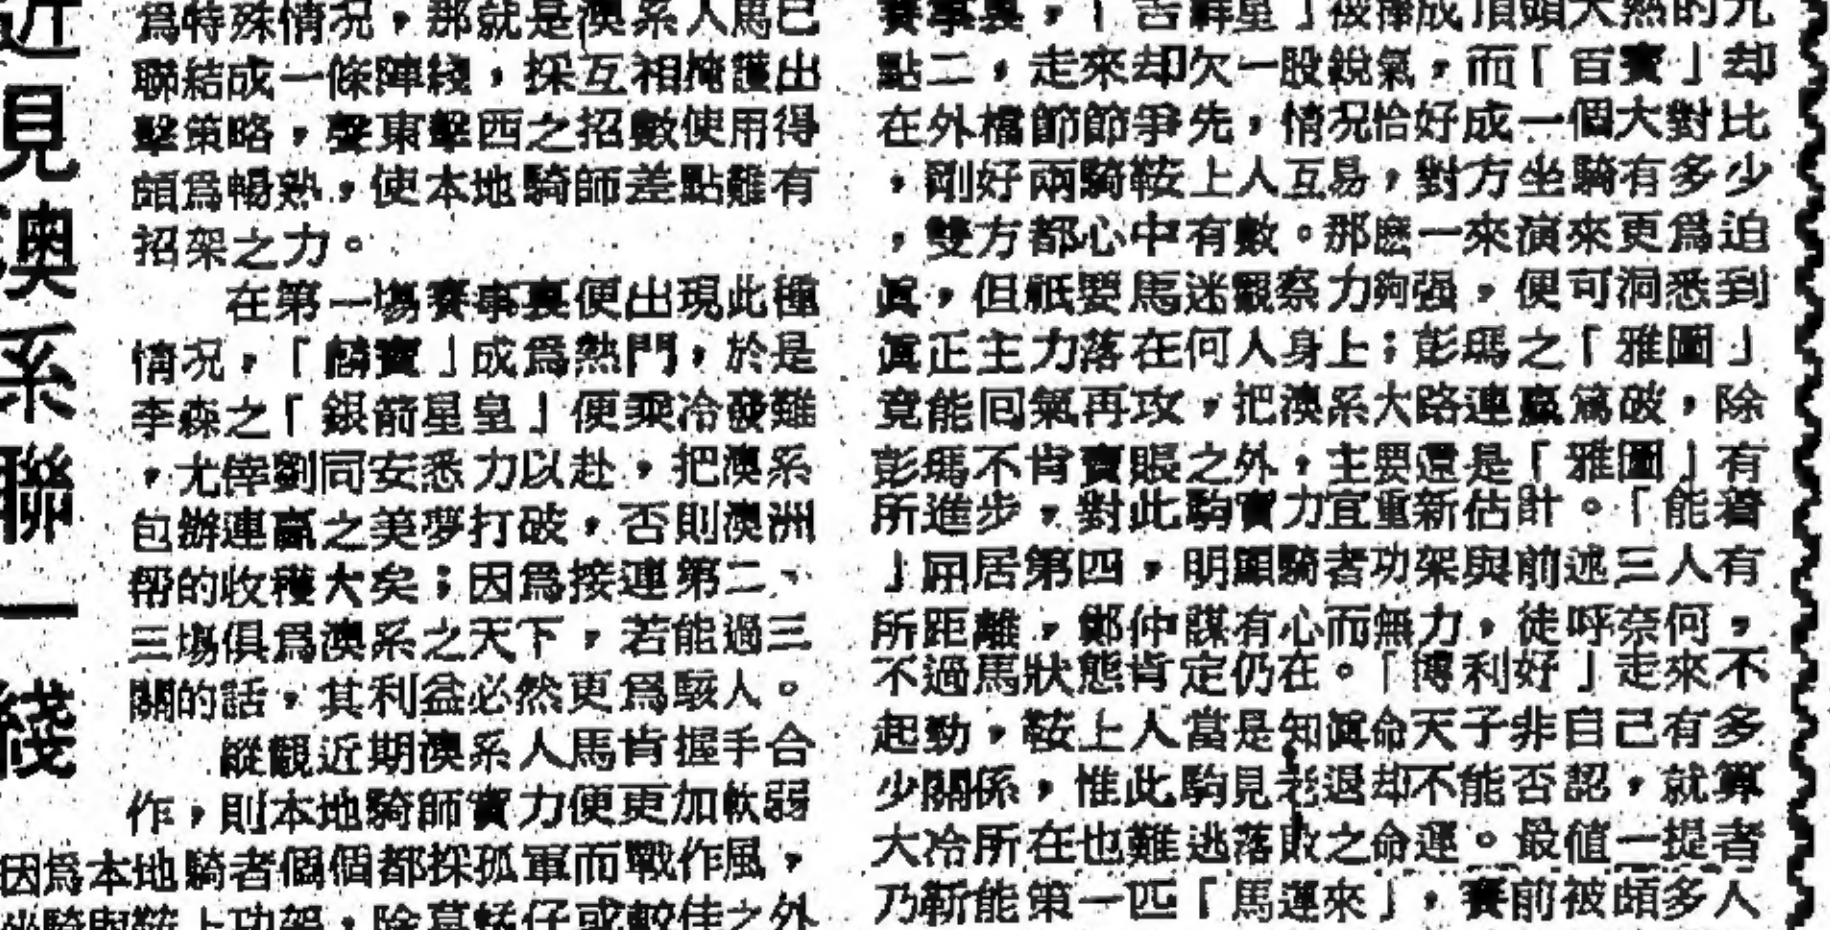 近見澳系聯一綫
爲特殊情況，那就是澳系人馬已
聯結成一條陣綫，採互相掩護出
擊策略，聲東擊西之招數使用得
頗爲暢熟，使本地騎師差點難有
招架之力。
在第一場賽事裏便出現此種
情況，「麟寶」成爲熱門，於是
李森之「銀箭星皇」便乘冷發難
，尤倖劉同安悉力以赴，把澳系
包辦連贏之美夢打破，否則澳洲
幫的收穫大矣；因爲接連第二、
三場俱爲澳系之天下，若能過三
關的話，其利益必然更爲駭人。
縱觀近期澳系人馬肯握手合
作，則本地騎師實力便更加軟弱
因爲本地騎者個個都採孤軍而戰作風，
坐騎與鞍上功架，除葛蜢仔或較佳之外
賽事裏，「 群星」被捧成頂頭大熱的九
點二，走來却欠一股銳氣，而「百寶」却
在外檔節節爭先，情況恰好成一個大對比
，剛好兩騎鞍上人互易，對方坐騎有多少
，雙方都心中有數。那麽一來演來更爲迫
眞，但祇要馬迷觀察力夠强，便可洞悉到
眞正主力落在何人身上；彭瑪之「雅圖」
竟能回氣再攻，把澳系大路連贏篤破，除
彭瑪不肯賣賬之外，主要還是「雅圖」有
所進步，對此駒實力宜重新估計。「能着
」屈居第四，明顯騎者功架與前述三人有
所距離，鄭仲謀有心而無力，徒呼奈何，
不過馬狀態肯定仍在。「博利好」走來不
起勁，鞍上人當是知眞命天子非自己有多
少關係，惟此駒見老退却不能否認，就算
大冷所在也難逃落敗之命運。最值一提者
乃新能第一匹「馬運來」，賽前被頗多人